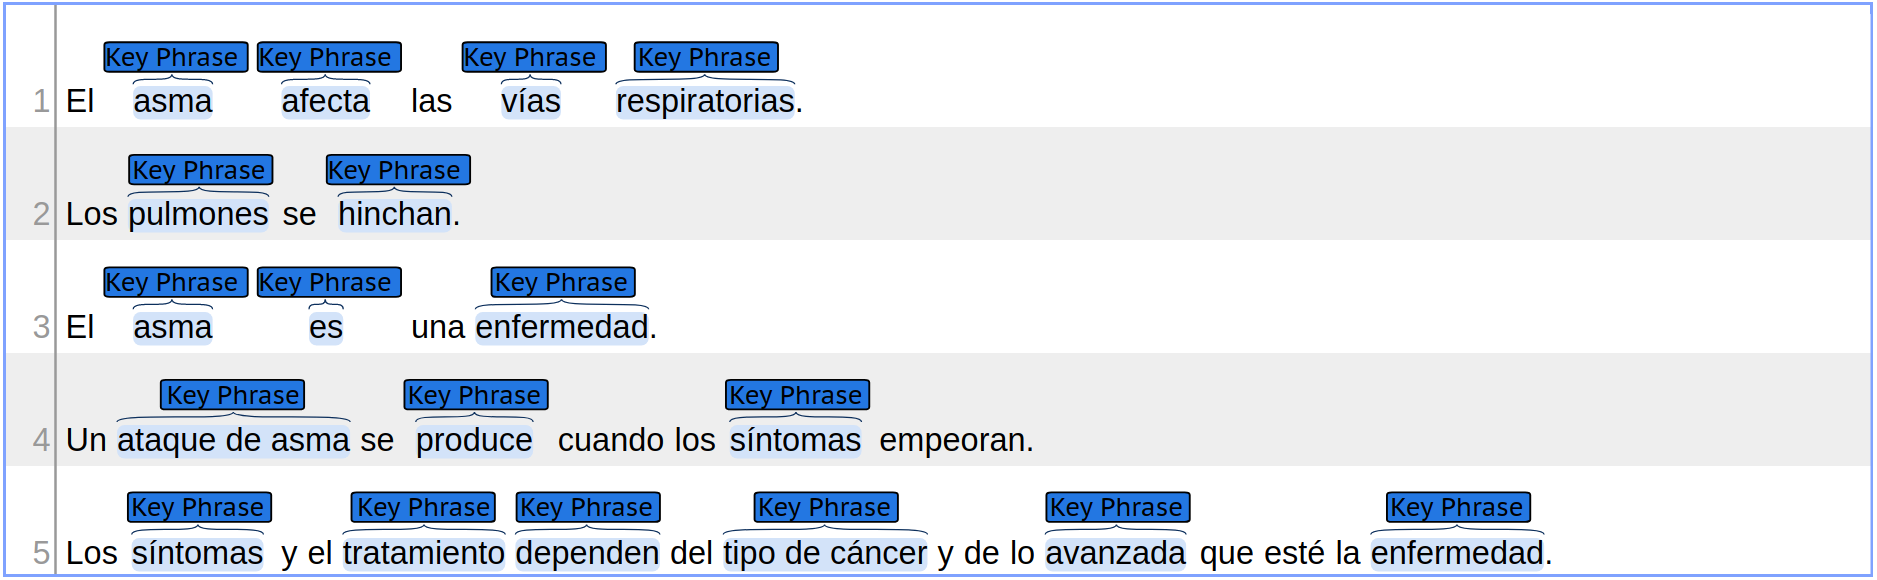 Key Phrase Key Phrase Key Phrase Key Phrase
1 El asma afecta las vías respiratorias.
Key Phrase Key Phrase
2 Los pulmones se hinchan.
Key Phrase Key Phrase Key Phrase
3 El asma es una enfermedad.
Key Phrase Key Phrase Key Phrase
4 Un ataque de asma se produce cuando los síntomas empeoran.
Key Phrase Key Phrase Key Phrase Key Phrase Key Phrase Key Phrase
5 Los síntomas y el tratamiento dependen del tipo de cáncer y de lo avanzada que esté la enfermedad.